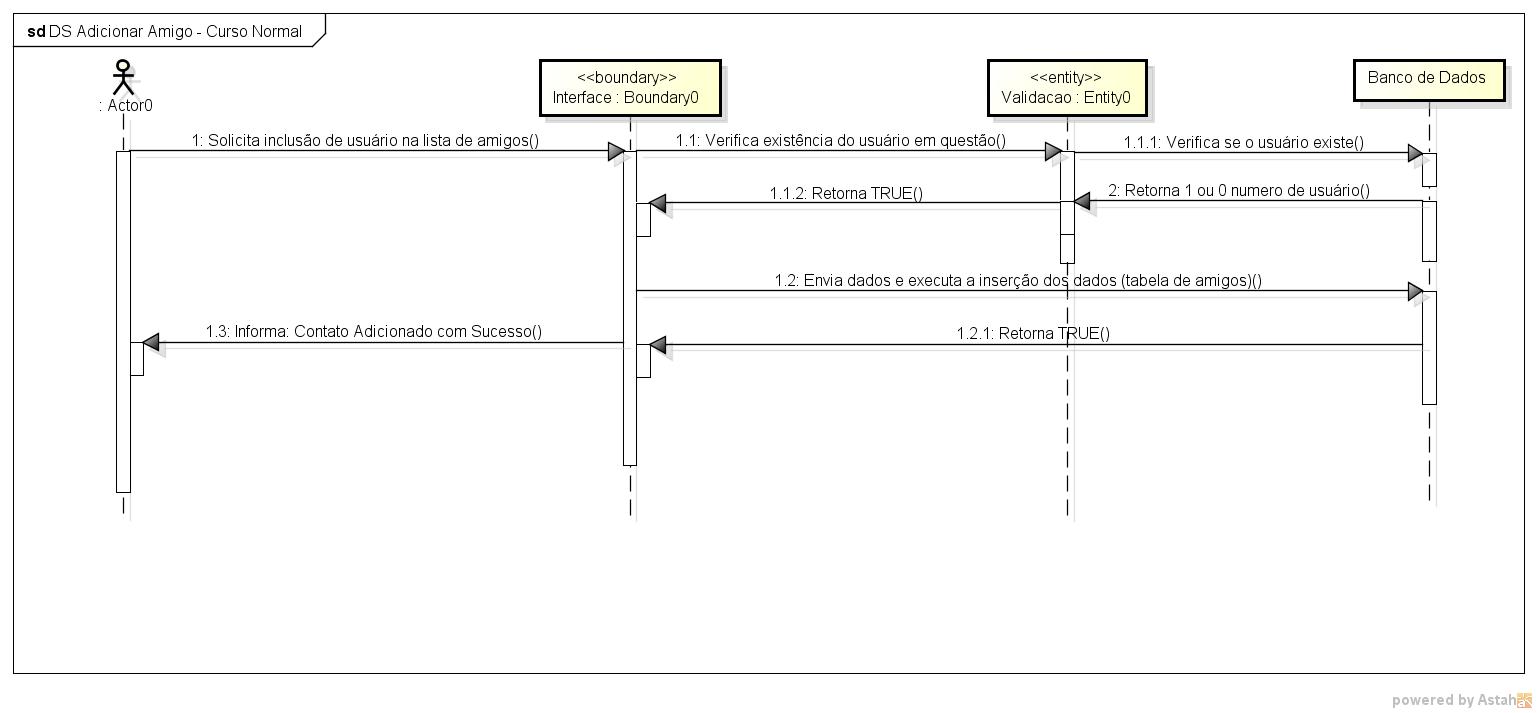 sd DS Adicionar Amigo - Curso Normal
: Actor0
<<boundary>>
Interface : Boundary0
<<entity>>
Validacao : Entity0
Banco de Dados
1: Solicita inclusão de usuário na lista de amigos()
1.1: Verifica existência do usuário em questão()
1.1.1: Verifica se o usuário existe()
1.1.2: Retorna TRUE()
2: Retorna 1 ou 0 numero de usuário()
1.2: Envia dados e executa a inserção dos dados (tabela de amigos)()
1.3: Informa: Contato Adicionado com Sucesso()
1.2.1: Retorna TRUE()
powered by Astah